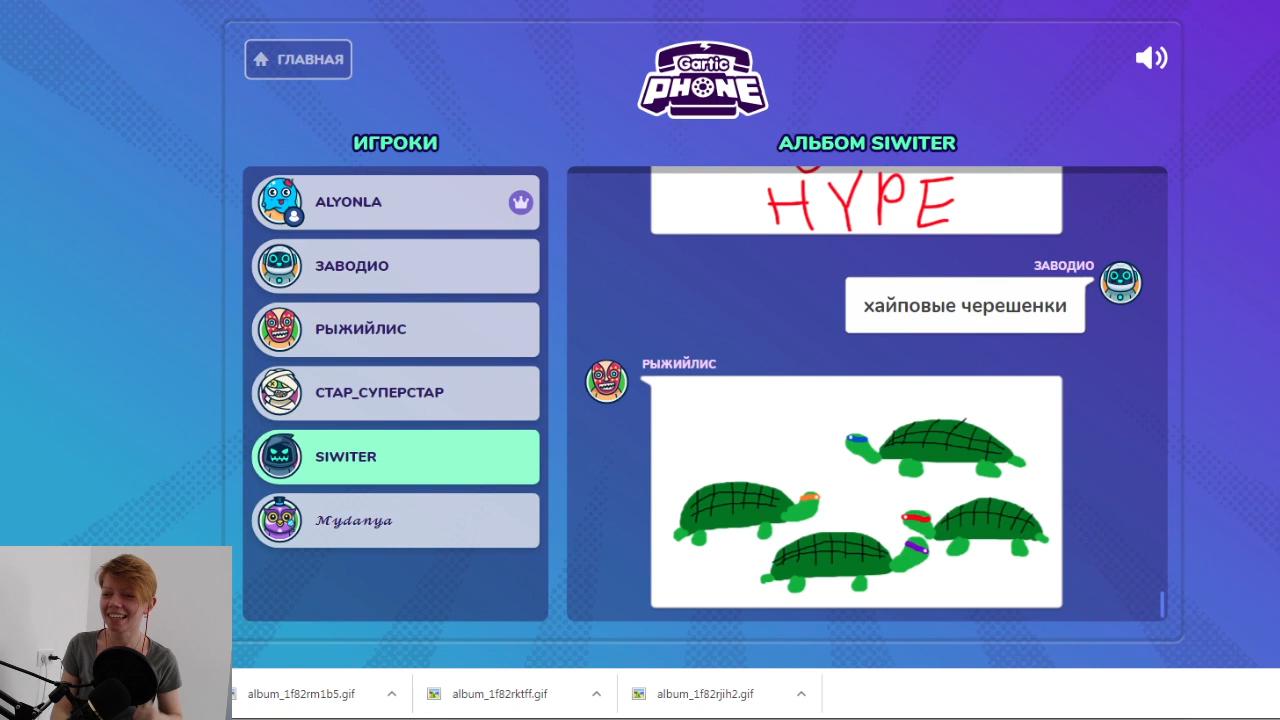 ГЛАВНАЯ
Gartic
PHONE
ИГРОКИ
АЛЬБОМ SIWITER
ALYONLA
ЗАВОДИО
РЫЖИЙЛИС
СТАР_СУПЕРСТАР
SIWITER
𝓜𝔂𝓭𝓪𝓷𝔂𝓪
HYPE
ЗАВОДИО
хайповые черешенки
РЫЖИЙЛИС
album_1f82rm1b5.gif
album_1f82rktff.gif
album_1f82rjih2.gif